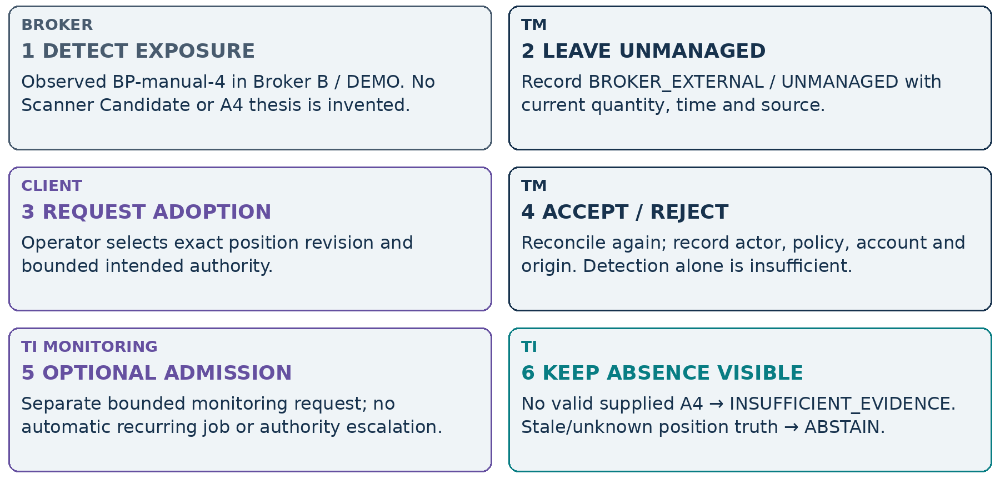 BROKER
1 DETECT EXPOSURE
Observed BP-manual-4 in Broker B / DEMO. No
Scanner Candidate or A4 thesis is invented.
TM
2 LEAVE UNMANAGED
Record BROKER_EXTERNAL / UNMANAGED with
current quantity, time and source.
CLIENT
3 REQUEST ADOPTION
Operator selects exact position revision and
bounded intended authority.
TM
4 ACCEPT / REJECT
Reconcile again; record actor, policy, account and
origin. Detection alone is insufficient.
TI MONITORING
5 OPTIONAL ADMISSION
Separate bounded monitoring request; no
automatic recurring job or authority escalation.
TI
6 KEEP ABSENCE VISIBLE
No valid supplied A4 → INSUFFICIENT_EVIDENCE.
Stale/unknown position truth → ABSTAIN.